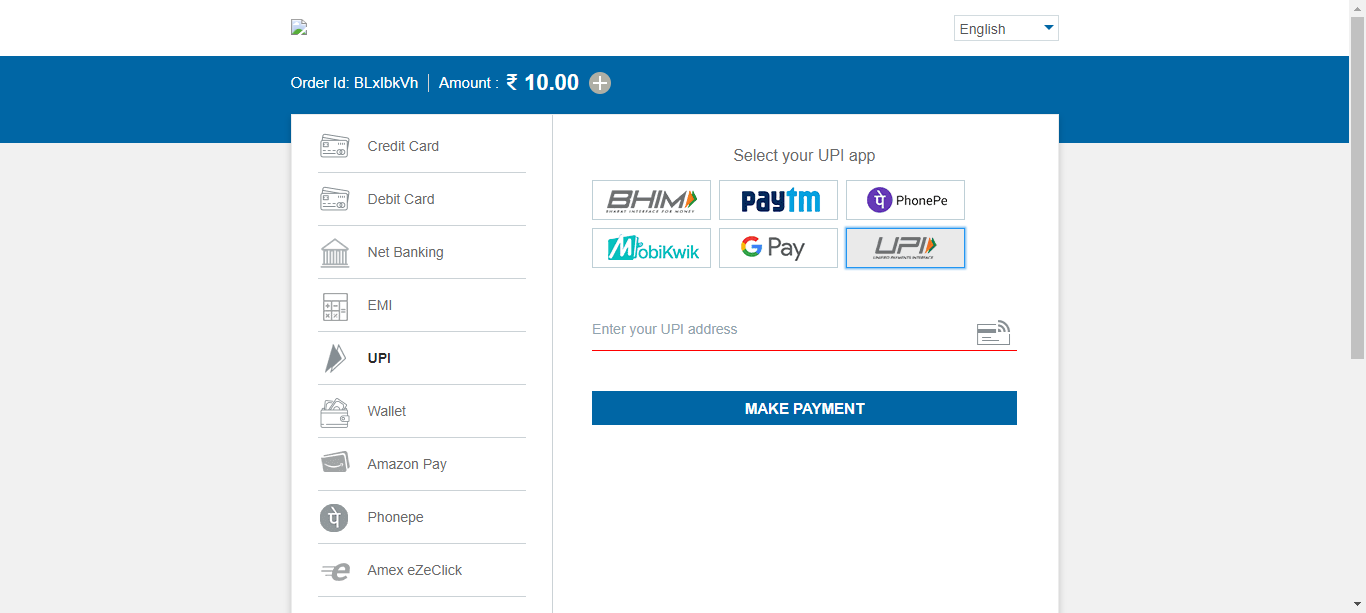 English
Order Id: BLxlbkVh | Amount : ₹ 10.00
Credit Card
Debit Card
Net Banking
EMI
UPI
Wallet
Amazon Pay
Phonepe
Amex eZeClick
Select your UPI app
BHIM
BHARAT INTERFACE FOR MONEY
paytm
पे PhonePe
MobiKwik
G Pay
UPI
UNIFIED PAYMENTS INTERFACE
Enter your UPI address
MAKE PAYMENT